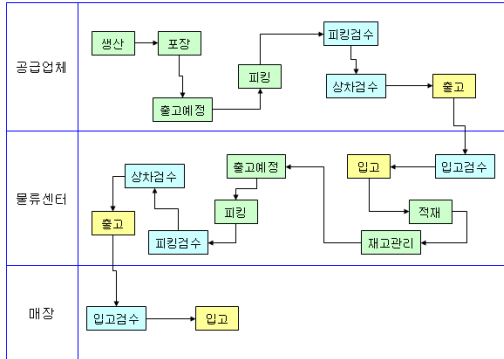 공급업체
생산
포장
출고예정
피킹
피킹검수
상차검수
출고
물류센터
입고검수
입고
적재
재고관리
출고예정
피킹
피킹검수
상차검수
출고
매장
입고검수
입고